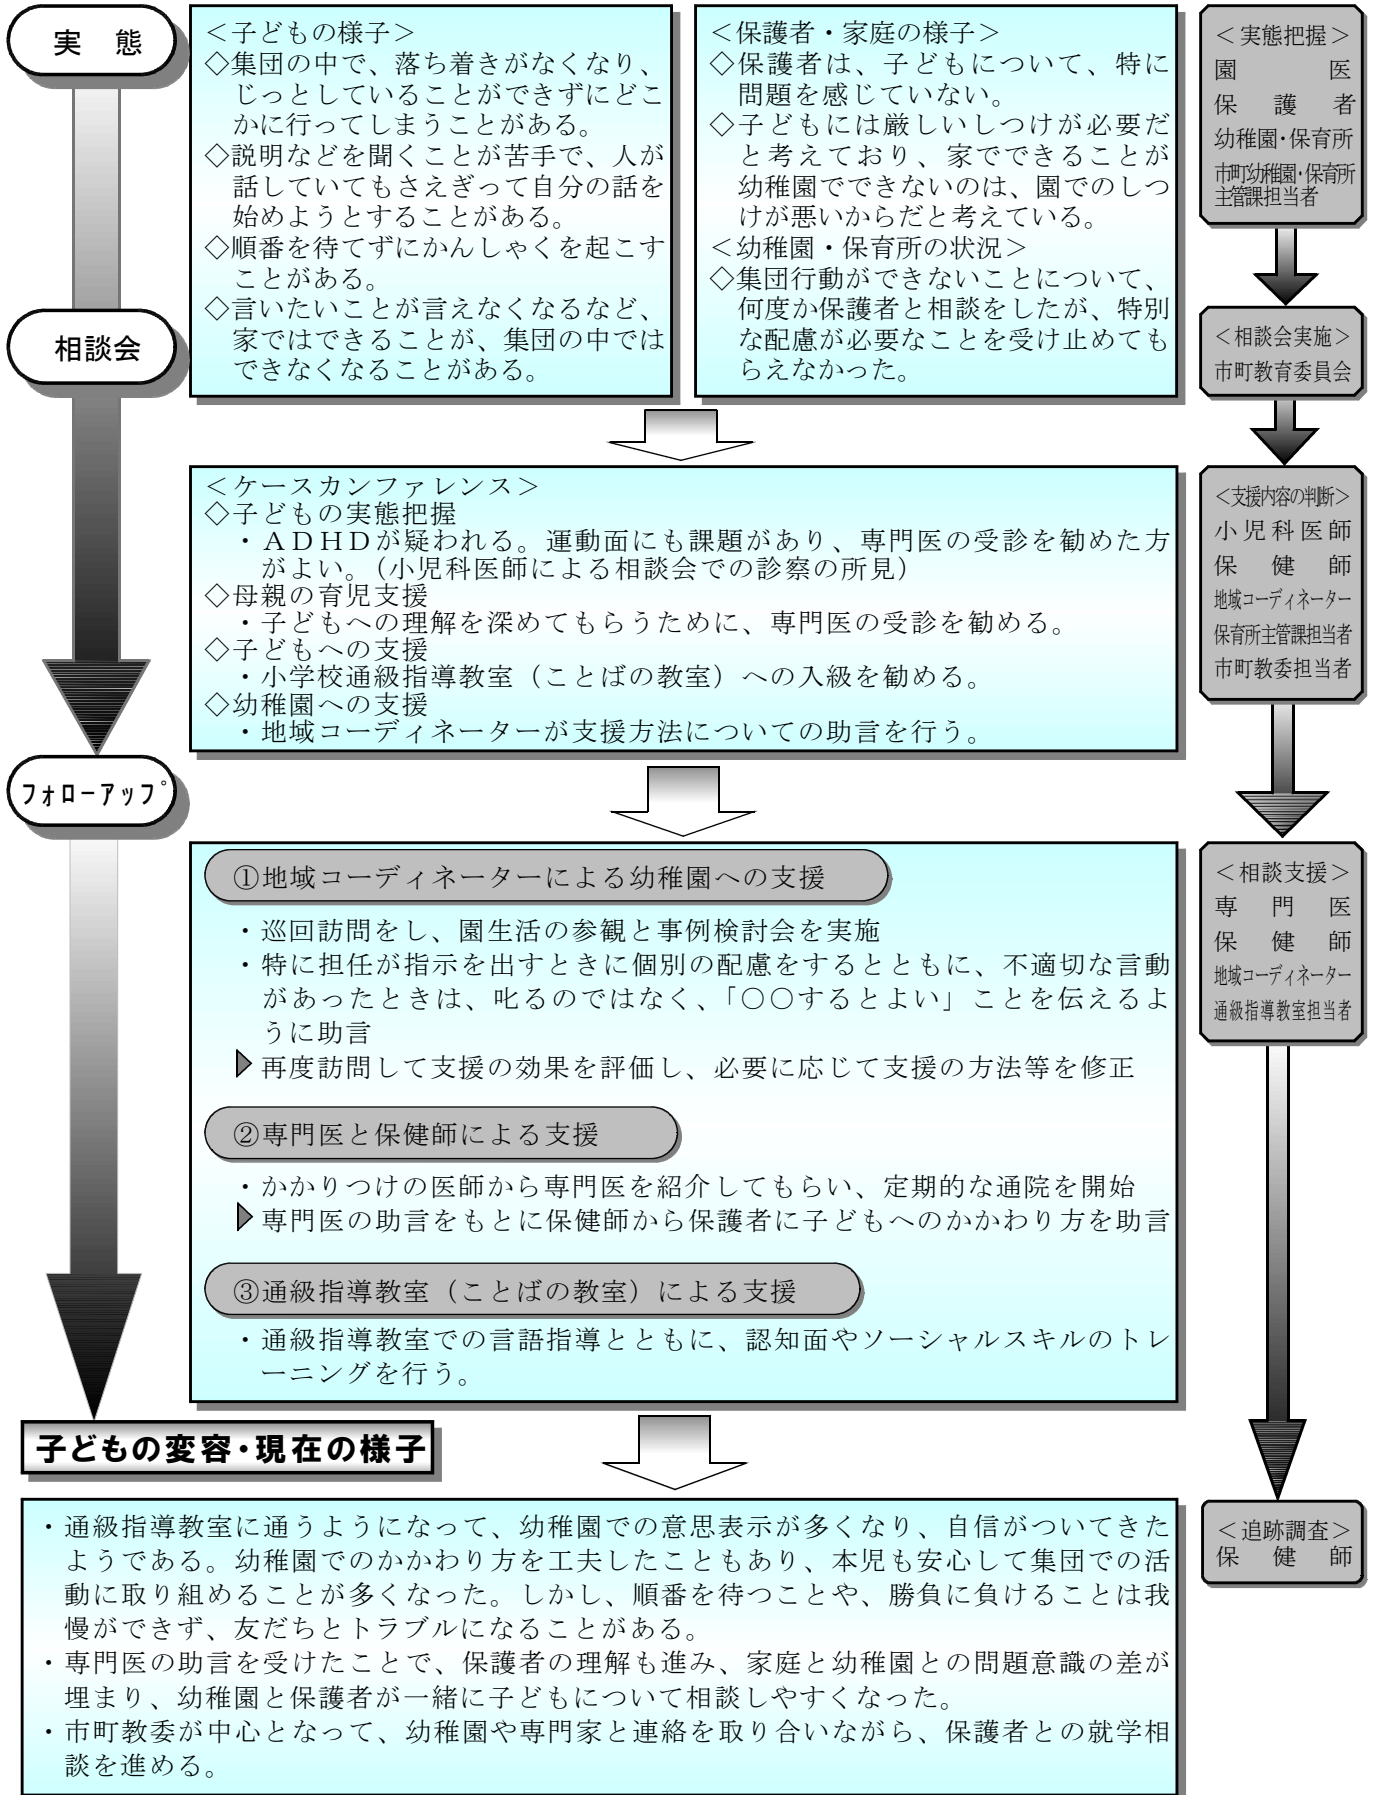 実　態
＜子どもの様子＞
◇集団の中で、落ち着きがなくなり、
じっとしていることができずにどこ
かに行ってしまうことがある。
◇説明などを聞くことが苦手で、人が
話していてもさえぎって自分の話を
始めようとすることがある。
◇順番を待てずにかんしゃくを起こす
ことがある。
◇言いたいことが言えなくなるなど、
家ではできることが、集団の中では
できなくなることがある。
＜保護者・家庭の様子＞
◇保護者は、子どもについて、特に
問題を感じていない。
◇子どもには厳しいしつけが必要だ
と考えており、家でできることが
幼稚園でできないのは、園でのしつ
けが悪いからだと考えている。
＜幼稚園・保育所の状況＞
◇集団行動ができないことについて、
何度か保護者と相談をしたが、特別
な配慮が必要なことを受け止めても
らえなかった。
＜実態把握＞
園　医
保　護　者
幼稚園・保育所
市町幼稚園・保育所
主管課担当者
相談会
＜相談会実施＞
市町教育委員会
＜ケースカンファレンス＞
◇子どもの実態把握
・ＡＤＨＤが疑われる。運動面にも課題があり、専門医の受診を勧めた方
がよい。（小児科医師による相談会での診察の所見）
◇母親の育児支援
・子どもへの理解を深めてもらうために、専門医の受診を勧める。
◇子どもへの支援
・小学校通級指導教室（ことばの教室）への入級を勧める。
◇幼稚園への支援
・地域コーディネーターが支援方法についての助言を行う。
＜支援内容の判断＞
小児科医師
保　健　師
地域コーディネーター
保育所主管課担当者
市町教委担当者
フォローアップ
①地域コーディネーターによる幼稚園への支援
・巡回訪問をし、園生活の参観と事例検討会を実施
・特に担任が指示を出すときに個別の配慮をするとともに、不適切な言動
があったときは、叱るのではなく、「○○するとよい」ことを伝えるよ
うに助言
▶再度訪問して支援の効果を評価し、必要に応じて支援の方法等を修正
②専門医と保健師による支援
・かかりつけの医師から専門医を紹介してもらい、定期的な通院を開始
▶専門医の助言をもとに保健師から保護者に子どもへのかかわり方を助言
③通級指導教室（ことばの教室）による支援
・通級指導教室での言語指導とともに、認知面やソーシャルスキルのトレ
ーニングを行う。
＜相談支援＞
専　門　医
保　健　師
地域コーディネーター
通級指導教室担当者
子どもの変容・現在の様子
・通級指導教室に通うようになって、幼稚園での意思表示が多くなり、自信がついてきた
ようである。幼稚園でのかかわり方を工夫したこともあり、本児も安心して集団での活
動に取り組めることが多くなった。しかし、順番を待つことや、勝負に負けることは我
慢ができず、友だちとトラブルになることがある。
・専門医の助言を受けたことで、保護者の理解も進み、家庭と幼稚園との問題意識の差が
埋まり、幼稚園と保護者が一緒に子どもについて相談しやすくなった。
・市町教委が中心となって、幼稚園や専門家と連絡を取り合いながら、保護者との就学相
談を進める。
＜追跡調査＞
保　健　師